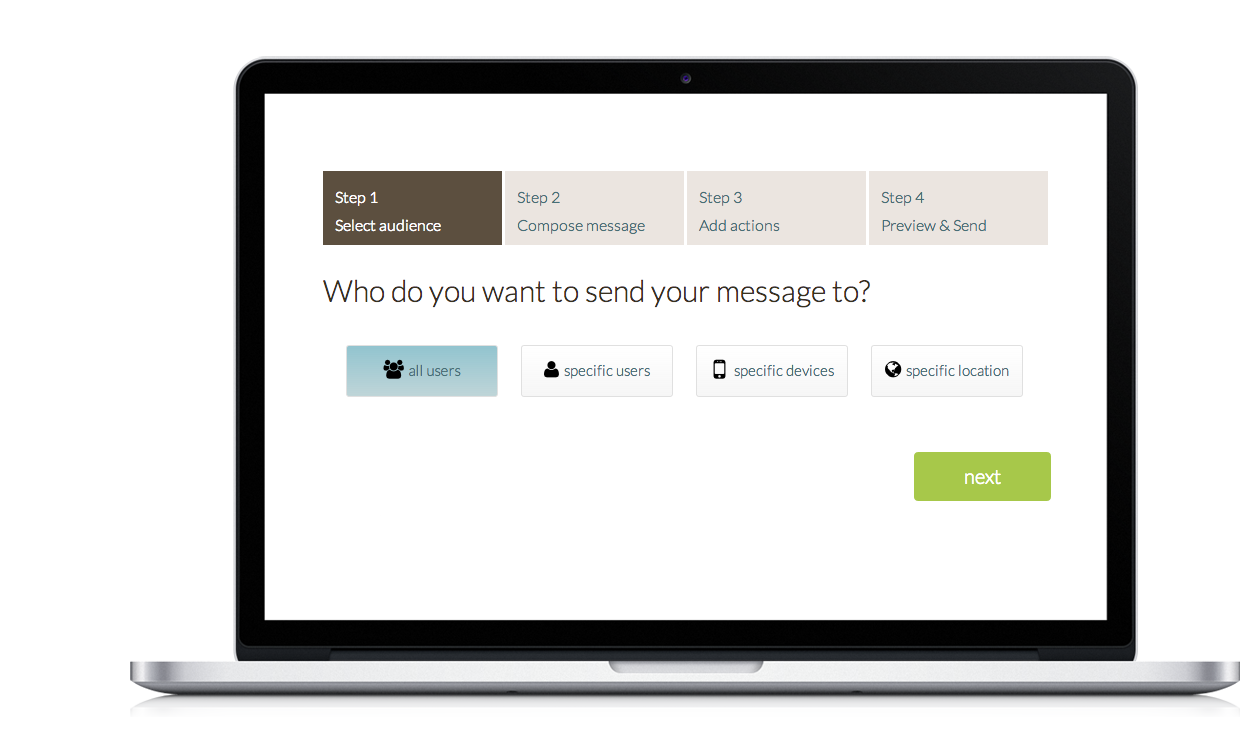 Step 1
Select audience
Step 2
Compose message
Step 3
Add actions
Step 4
Preview & Send
Who do you want to send your message to?
all users
specific users
specific devices
specific location
next